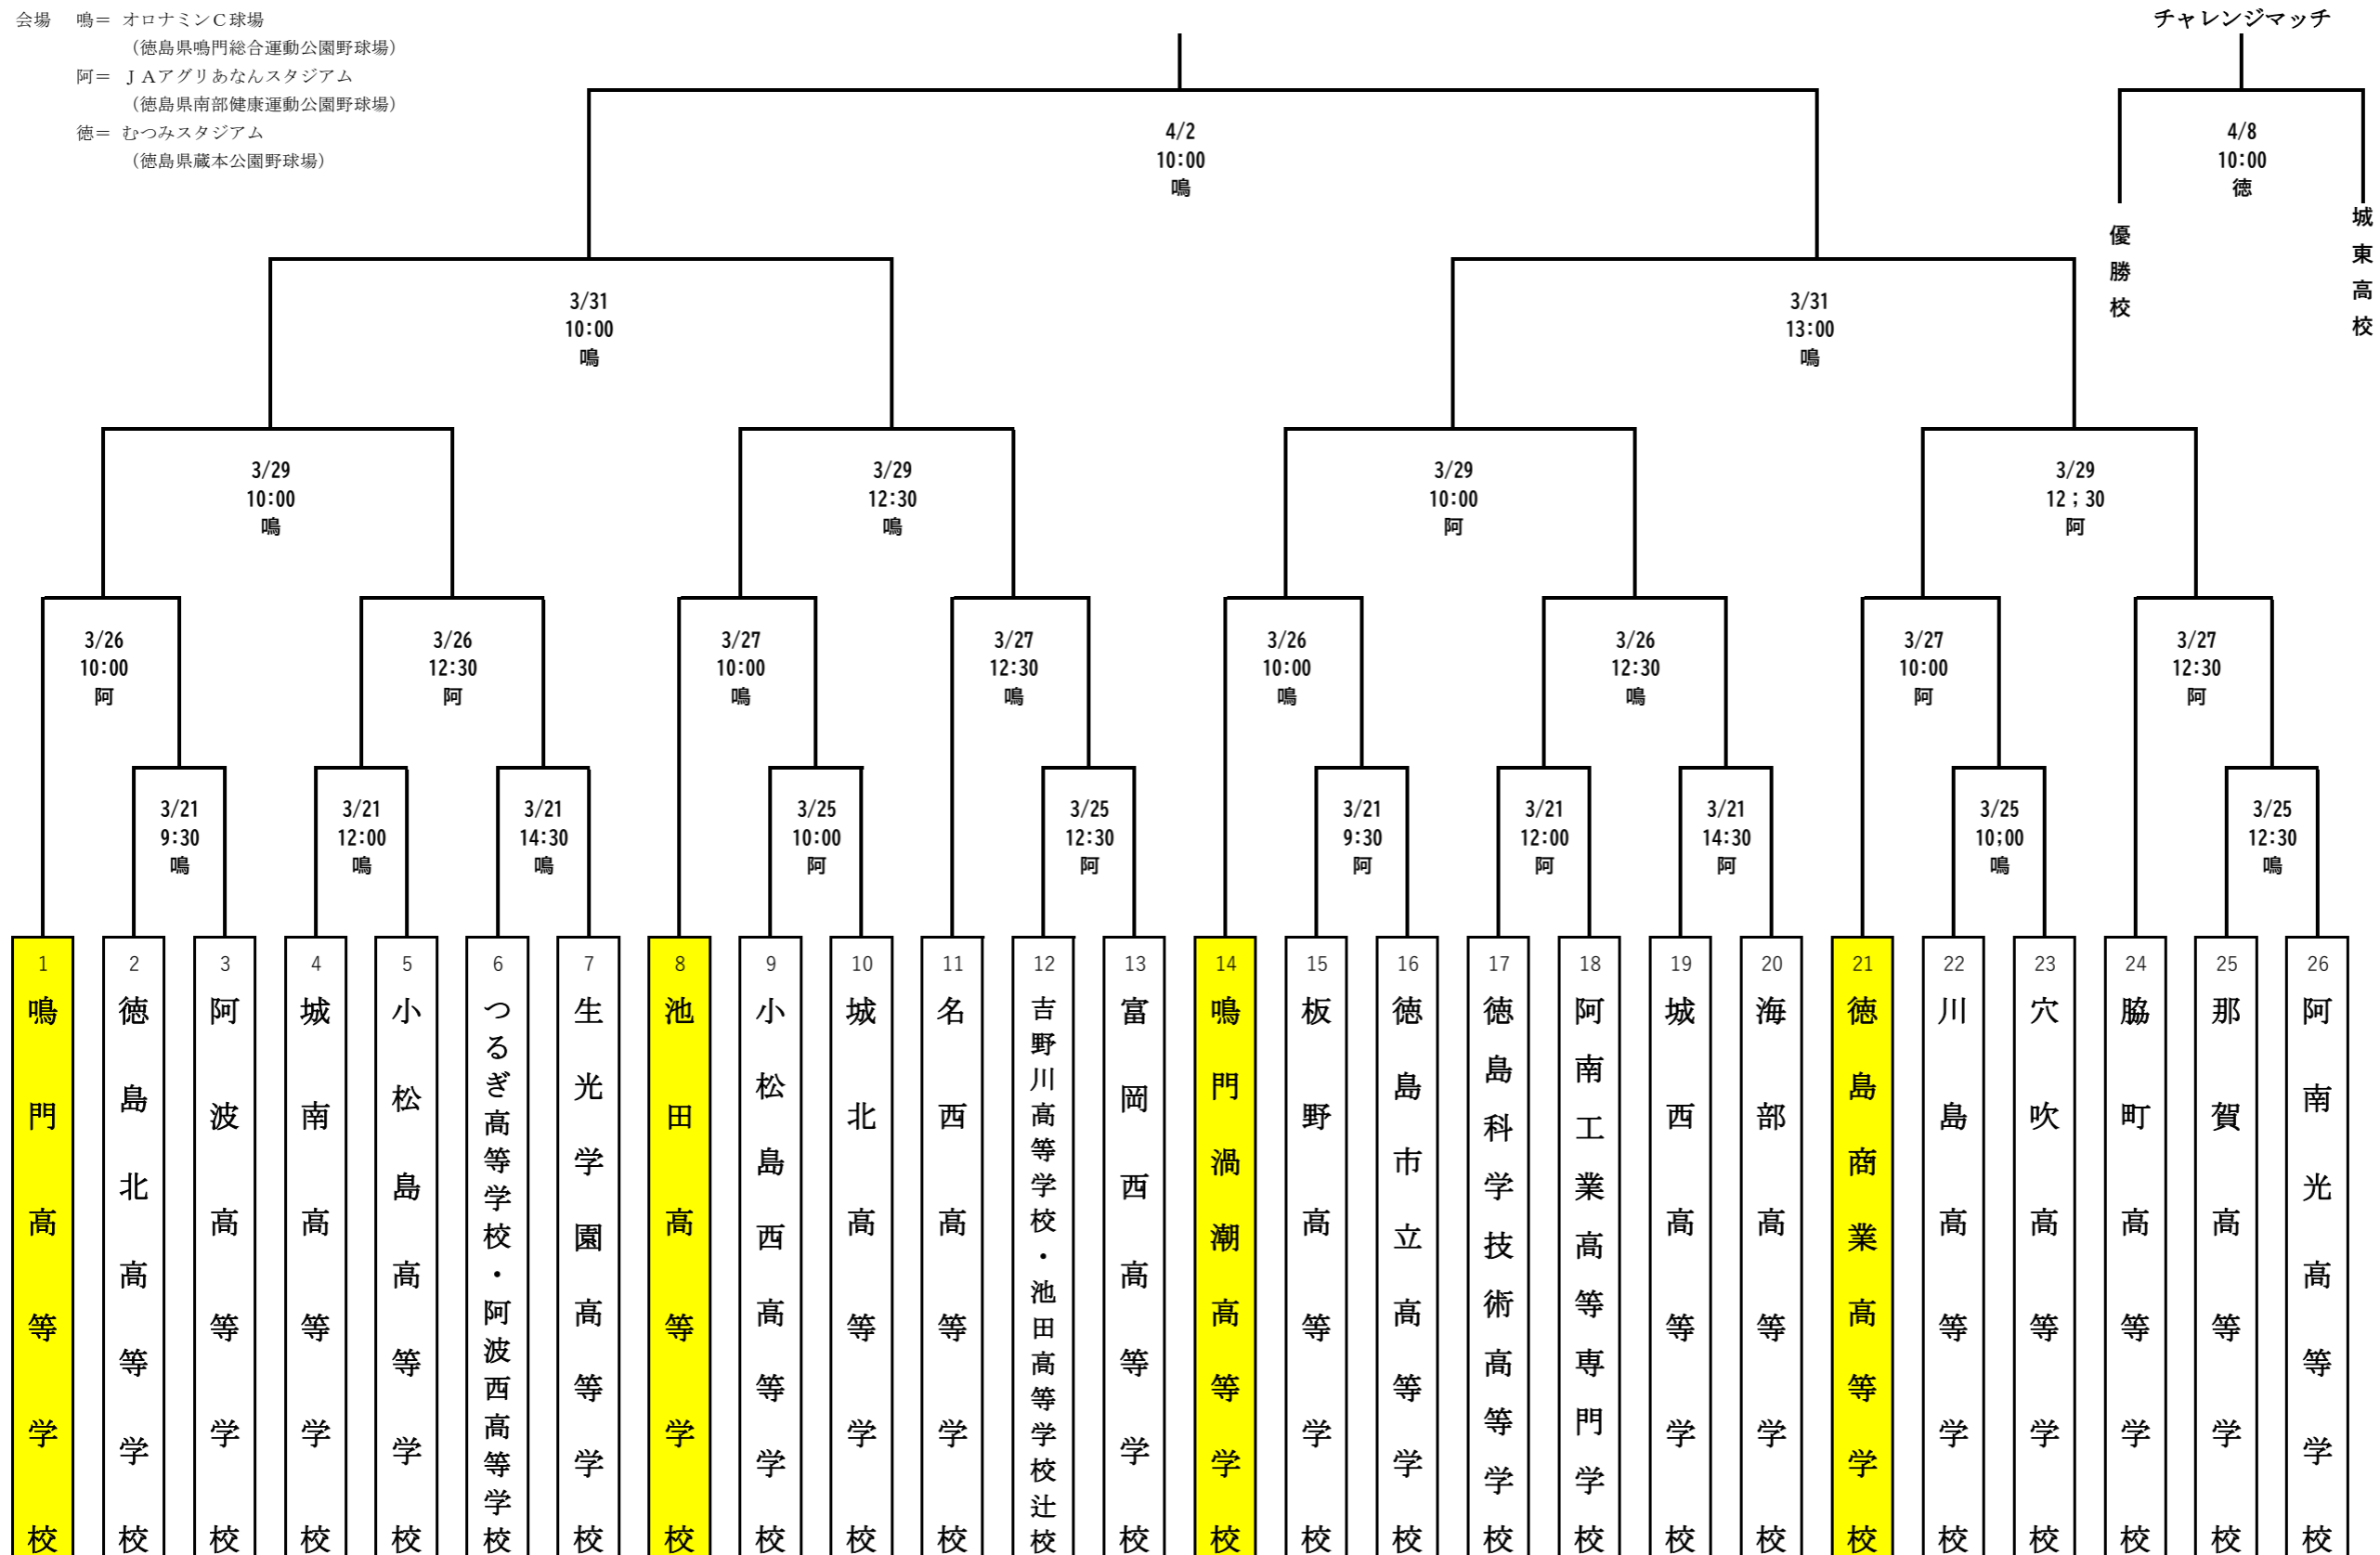 会場 鳴＝ オロナミンＣ球場
（徳島県鳴門総合運動公園野球場）
阿＝ ＪＡアグリあなんスタジアム
（徳島県南部健康運動公園野球場）
徳＝ むつみスタジアム
（徳島県蔵本公園野球場）
チャレンジマッチ
4/8
10:00
徳
優勝校
城東高校
4/2
10:00
鳴
3/31
10:00
鳴
3/31
13:00
鳴
3/29
10:00
鳴
3/29
12:30
鳴
3/29
10:00
阿
3/29
12；30
阿
3/26
10:00
阿
3/26
12:30
阿
3/27
10:00
鳴
3/27
12:30
鳴
3/26
10:00
鳴
3/26
12:30
鳴
3/27
10:00
阿
3/27
12:30
阿
3/21
9:30
鳴
3/21
12:00
鳴
3/21
14:30
鳴
3/25
10:00
阿
3/25
12:30
阿
3/21
9:30
阿
3/21
12:00
阿
3/21
14:30
阿
3/25
10;00
鳴
3/25
12:30
鳴
1
鳴門高等学校
2
徳島北高等学校
3
阿波高等学校
4
城南高等学校
5
小松島高等学校
6
つるぎ高等学校・阿波西高等学校
7
生光学園高等学校
8
池田高等学校
9
小松島西高等学校
10
城北高等学校
11
名西高等学校
12
吉野川高等学校・池田高等学校辻校
13
富岡西高等学校
14
鳴門渦潮高等学校
15
板野高等学校
16
徳島市立高等学校
17
徳島科学技術高等学校
18
阿南工業高等専門学校
19
城西高等学校
20
海部高等学校
21
徳島商業高等学校
22
川島高等学校
23
穴吹高等学校
24
脇町高等学校
25
那賀高等学校
26
阿南光高等学校